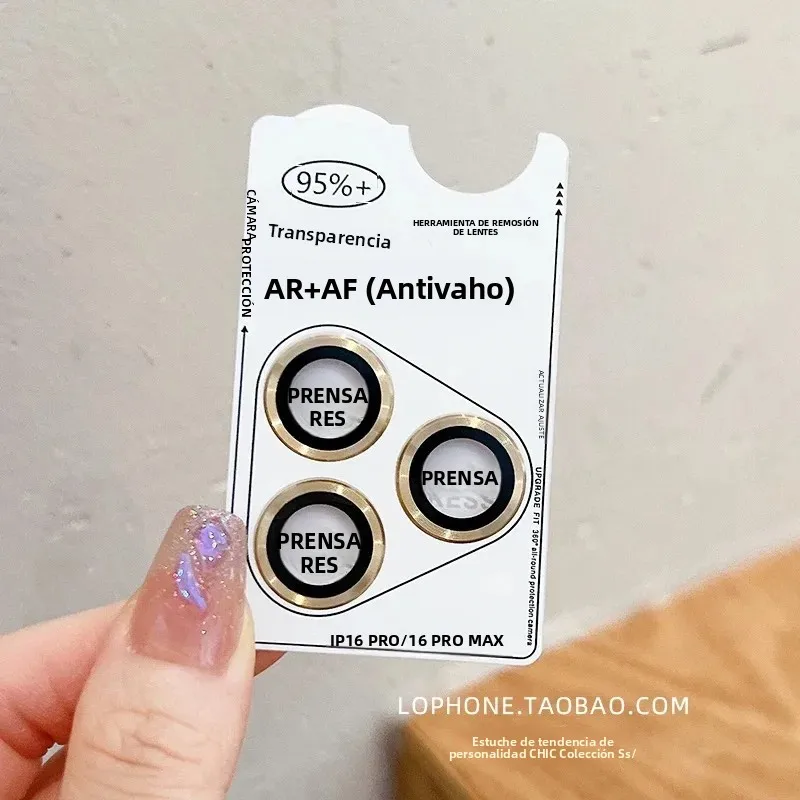 95%+
Transparencia
HERRAMIENTA DE REMOSIÓN
DE LENTES
CÁMARA
PROTECCIÓN
AR+AF (Antivaho)
PRENSA
RES
PRENSA
PRENSA
RES
ACTUALIZAR AJUSTE
UPGRADE FIT 360° all-round protection camera
IP16 PRO/16 PRO MAX
LOPHONE.TAOBAO.COM
Estuche de tendencia de
personalidad CHIC Colección Ss/